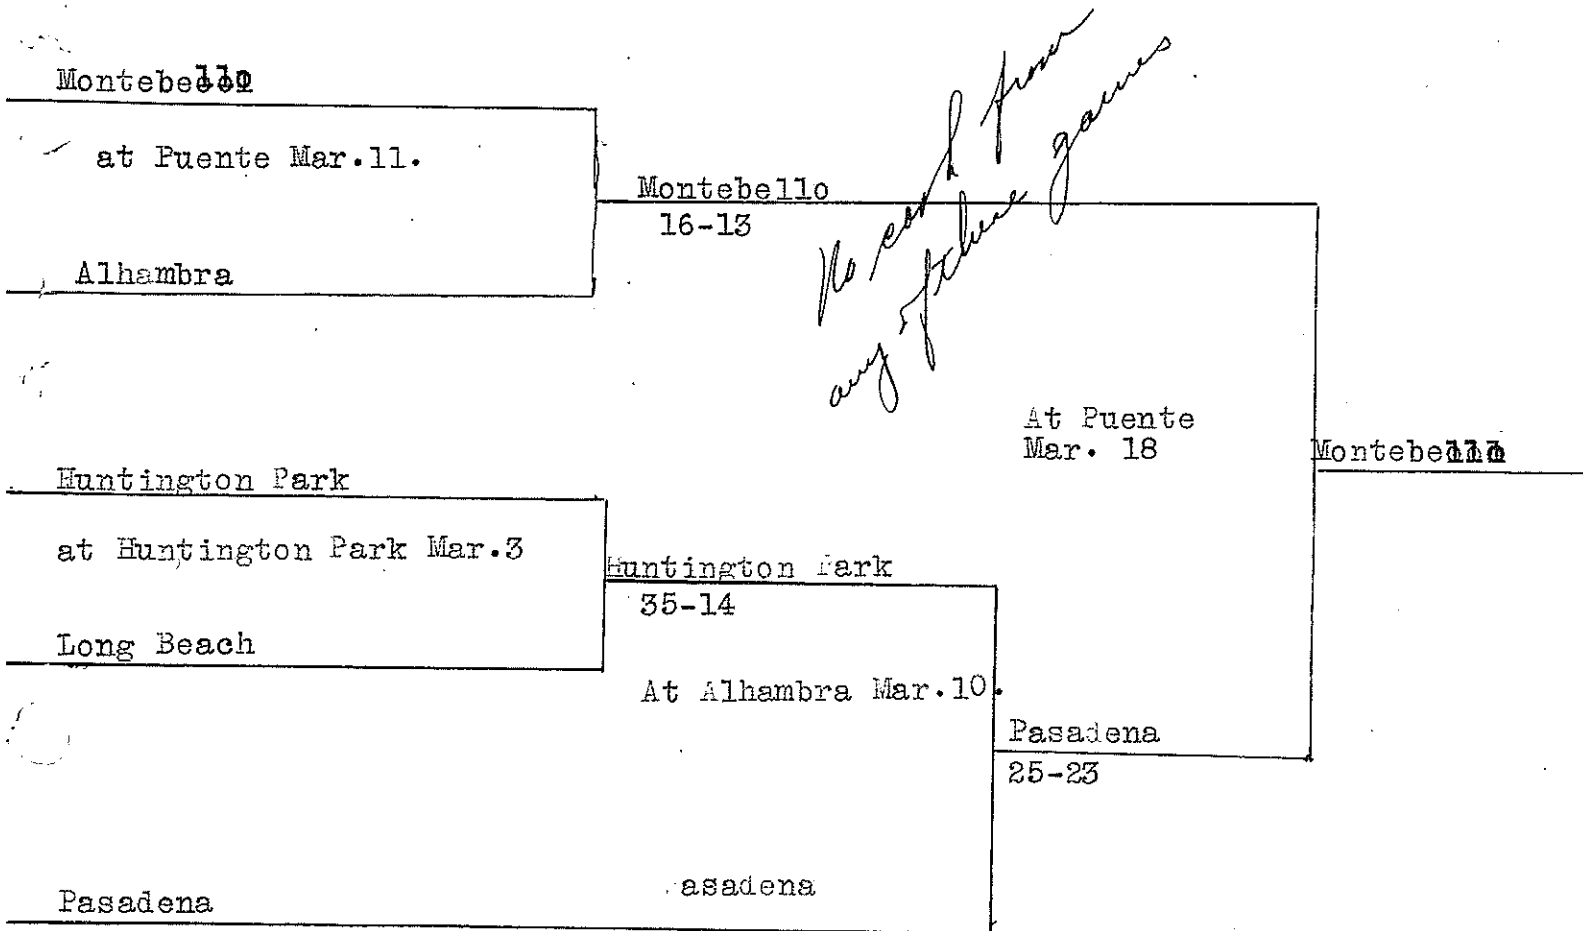 Montebello
at Puente Mar.11.
Alhambra
Montebello
16-13
No from
any of these games
Huntington Park
at Huntington Park Mar.3
Long Beach
Huntington Park
35-14
At Alhambra Mar.10.
Pasadena
asadena
Pasadena
25-23
At Puente
Mar. 18
Montebello